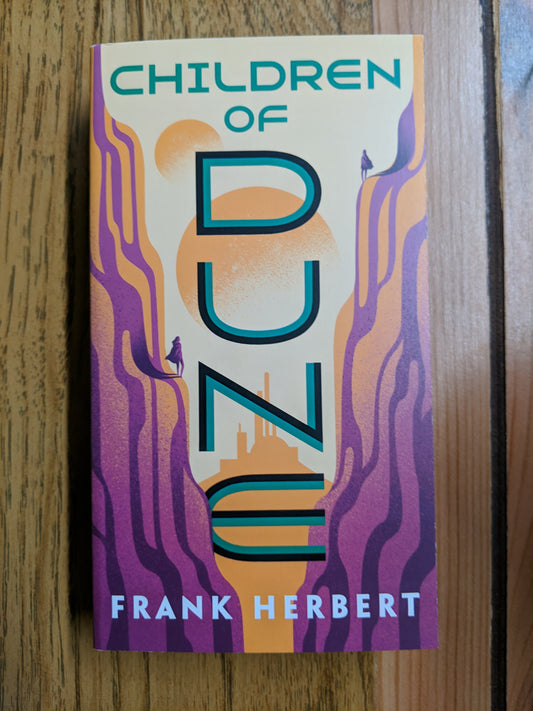 CHILDREN
OF
DUNE
FRANK HERBERT